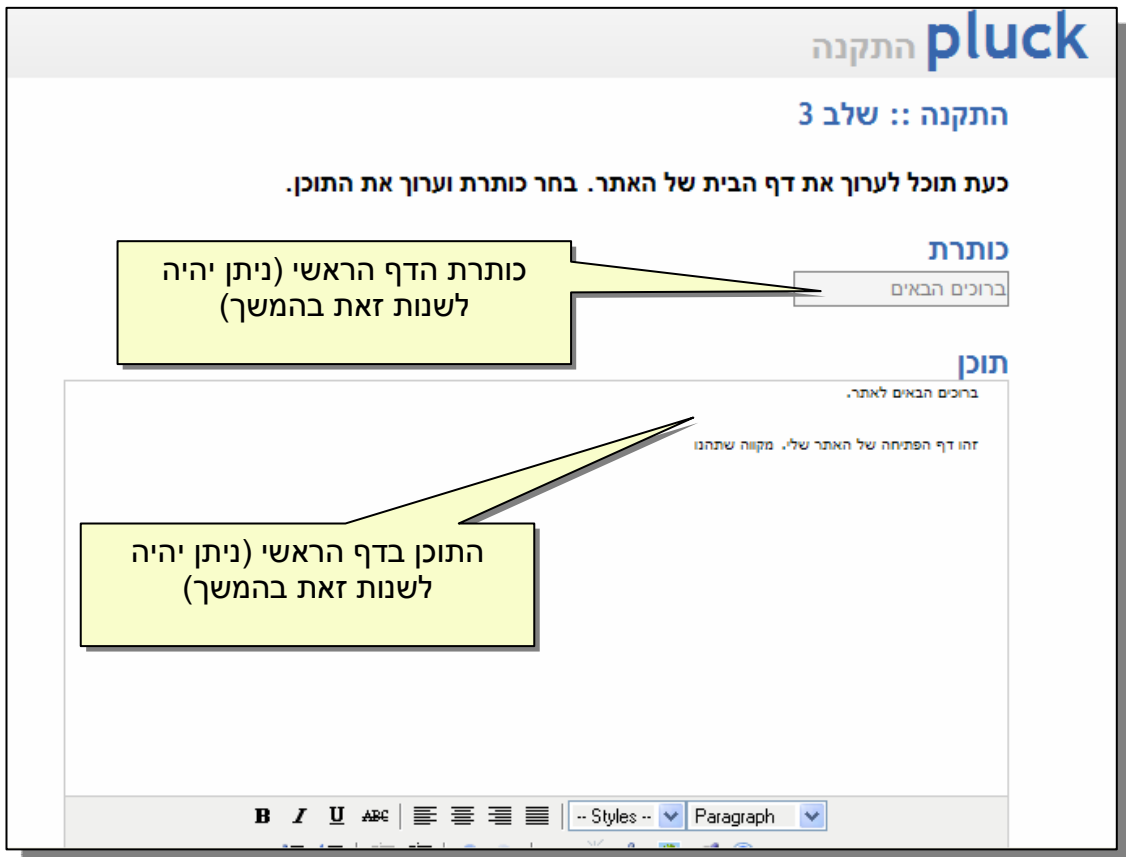 pluck התקנה
התקנה :: שלב 3
כעת תוכל לערוך את דף הבית של האתר. בחר כותרת וערוך את התוכן.
כותרת
ברוכים הבאים
כותרת הדף הראשי (ניתן יהיה
לשנות זאת בהמשך)
תוכן
ברוכים הבאים לאתר.
זהו דף הפתיחה של האתר שלי. מקווה שתהנו
התוכן בדף הראשי (ניתן יהיה
לשנות זאת בהמשך)
B I U ABC -- Styles -- Paragraph